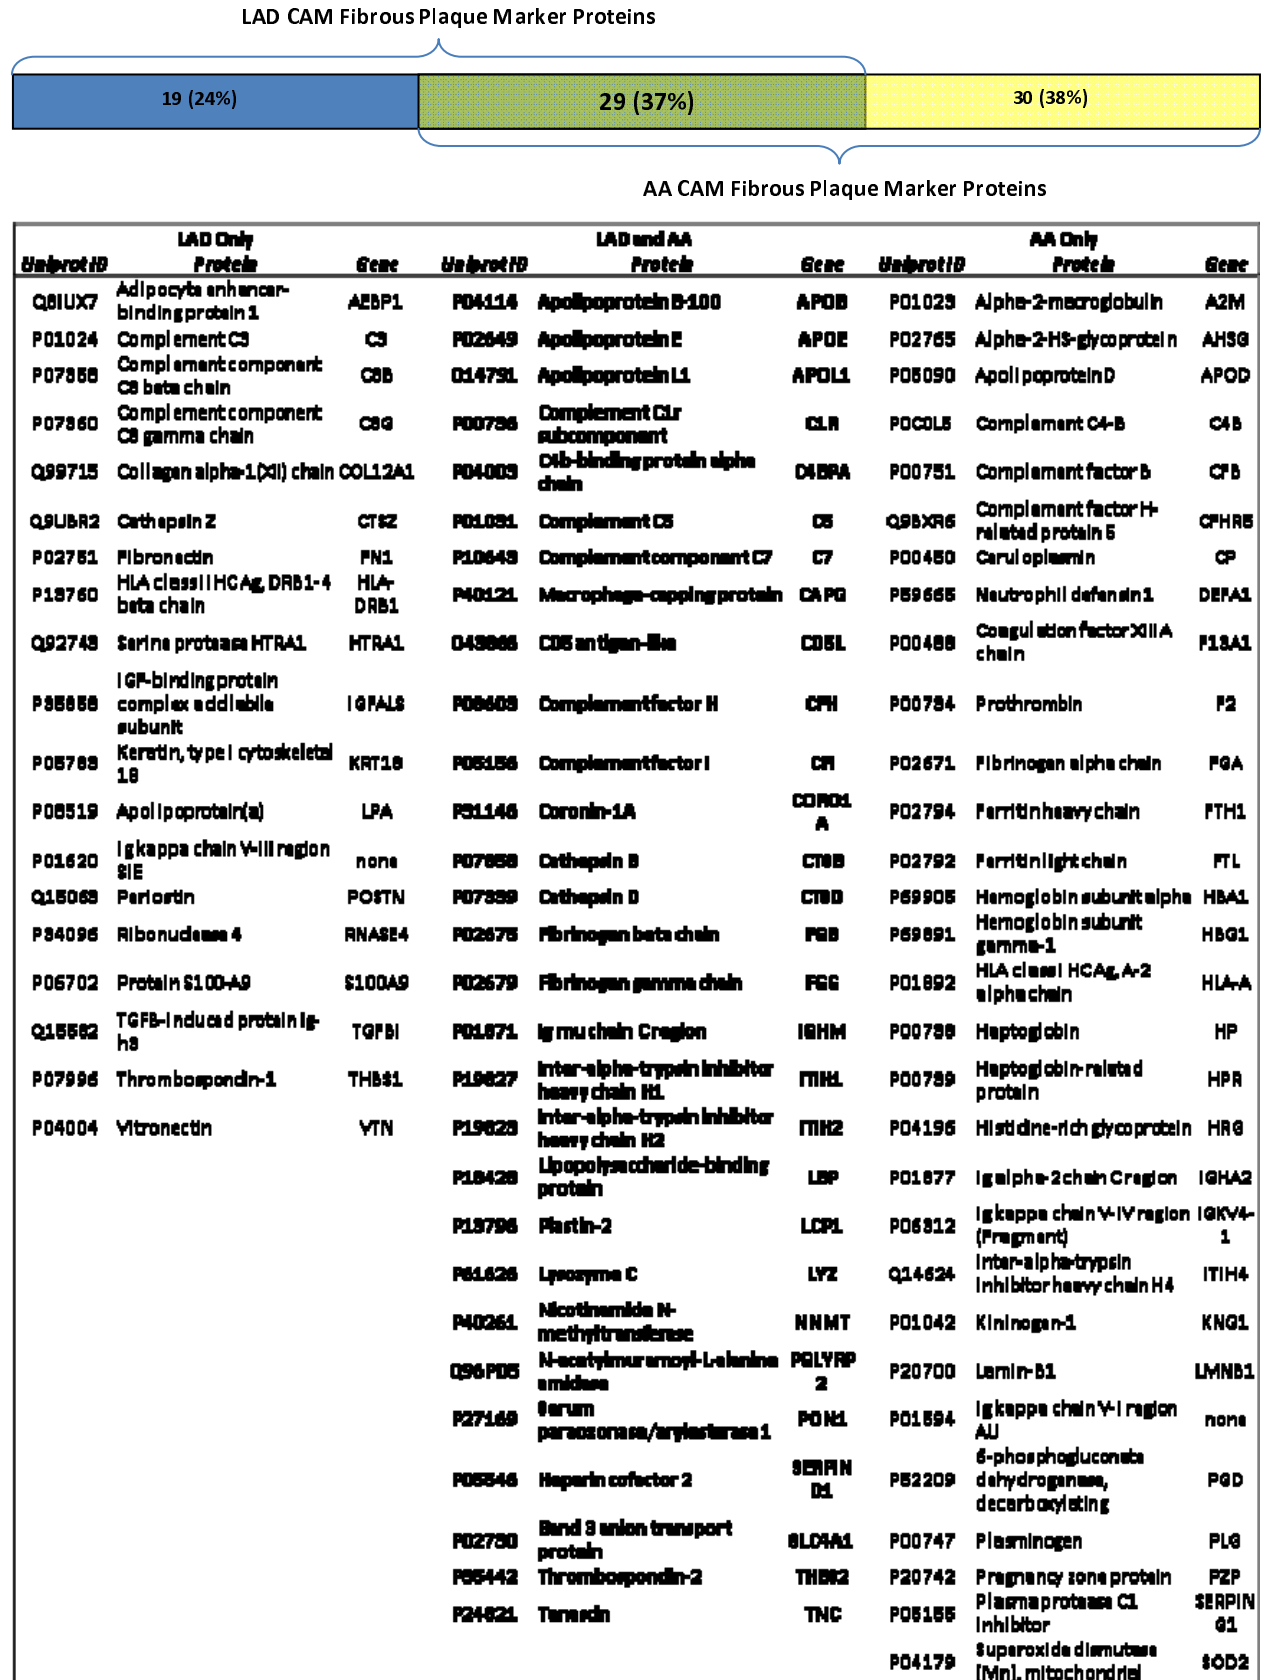 LAD CAM Fibrous Plaque Marker Proteins
19 (24%) 29 (37%) 30 (38%)
AA CAM Fibrous Plaque Marker Proteins
LAD Only LAD and AA AA Only
Uniprot ID Protein Gene Uniprot ID Protein Gene Uniprot ID Protein Gene
Q8IUX7 Adipocyte enhancer-
binding protein 1 AEBP1 P04114 Apolipoprotein B-100 APOB P01023 Alpha-2-macroglobulin A2M
P01024 Complement C3 C3 P02649 Apolipoprotein E APOE P02765 Alpha-2-HS-glycoprotein AHSG
P07358 Complement component
C8 beta chain C8B O14791 Apolipoprotein L1 APOL1 P05090 Apolipoprotein D APOD
P07360 Complement component
C8 gamma chain C8G P00736 Complement C1r
subcomponent C1R P0C0L5 Complement C4-B C4B
Q99715 Collagen alpha-1(XII) chain COL12A1 P04003 C4b-binding protein alpha
chain C4BPA P00751 Complement factor B CFB
Q9UBR2 Cathepsin Z CTSZ P01031 Complement C5 C5 Q9BXR6 Complement factor H-
related protein 5 CFHR5
P02751 Fibronectin FN1 P10643 Complement component C7 C7 P00450 Ceruloplasmin CP
P13760 HLA class II HC Ag, DRB1-4
beta chain HLA-
DRB1 P40121 Macrophage-capping protein CAPG P59665 Neutrophil defensin 1 DEFA1
Q92743 Serine protease HTRA1 HTRA1 O43866 CD5 antigen-like CD5L P00488 Coagulation factor XIII A
chain F13A1
P35858 IGF-binding protein
complex acid labile
subunit IGFALS P08603 Complement factor H CFH P00734 Prothrombin F2
P05783 Keratin, type I cytoskeletal
18 KRT18 P05156 Complement factor I CFI P02671 Fibrinogen alpha chain FGA
P08519 Apolipoprotein(a) LPA P31146 Coronin-1A CORO1
A P02794 Ferritin heavy chain FTH1
P01620 Ig kappa chain V-III region
SIE none P07858 Cathepsin B CTSB P02792 Ferritin light chain FTL
Q15063 Periostin POSTN P07339 Cathepsin D CTSD P69905 Hemoglobin subunit alpha HBA1
P34096 Ribonuclease 4 RNASE4 P02675 Fibrinogen beta chain FGB P69891 Hemoglobin subunit
gamma-1 HBG1
P06702 Protein S100-A9 S100A9 P02679 Fibrinogen gamma chain FGG P01892 HLA class I HC Ag, A-2
alpha chain HLA-A
Q15582 TGFB-induced protein ig-
h3 TGFBI P01871 Ig mu chain C region IGHM P00738 Haptoglobin HP
P07996 Thrombospondin-1 THBS1 P19827 Inter-alpha-trypsin inhibitor
heavy chain H1 ITIH1 P00739 Haptoglobin-related
protein HPR
P04004 Vitronectin VTN P19823 Inter-alpha-trypsin inhibitor
heavy chain H2 ITIH2 P04196 Histidine-rich glycoprotein HRG
P18428 Lipopolysaccharide-binding
protein LBP P01877 Ig alpha-2 chain C region IGHA2
P13796 Plastin-2 LCP1 P06312 Ig kappa chain V-IV region
(Fragment) IGKV4-
1
P61626 Lysozyme C LYZ Q14624 Inter-alpha-trypsin
inhibitor heavy chain H4 ITIH4
P40261 Nicotinamide N-
methyltransferase NNMT P01042 Kininogen-1 KNG1
Q96PD5 N-acetylmuramoyl-L-alanine
amidase PGLYRP
2 P20700 Lamin-B1 LMNB1
P27169 Serum
paraoxonase/arylesterase 1 PON1 P01594 Ig kappa chain V-I region
AU none
P05546 Heparin cofactor 2 SERPIN
D1 P52209 6-phosphogluconate
dehydrogenase,
decarboxylating PGD
P02730 Band 3 anion transport
protein SLC4A1 P00747 Plasminogen PLG
P35442 Thrombospondin-2 THBS2 P20742 Pregnancy zone protein PZP
P24821 Tenascin TNC P05155 Plasma protease C1
inhibitor SERPIN
G1
P04179 Superoxide dismutase
[Mn], mitochondrial SOD2